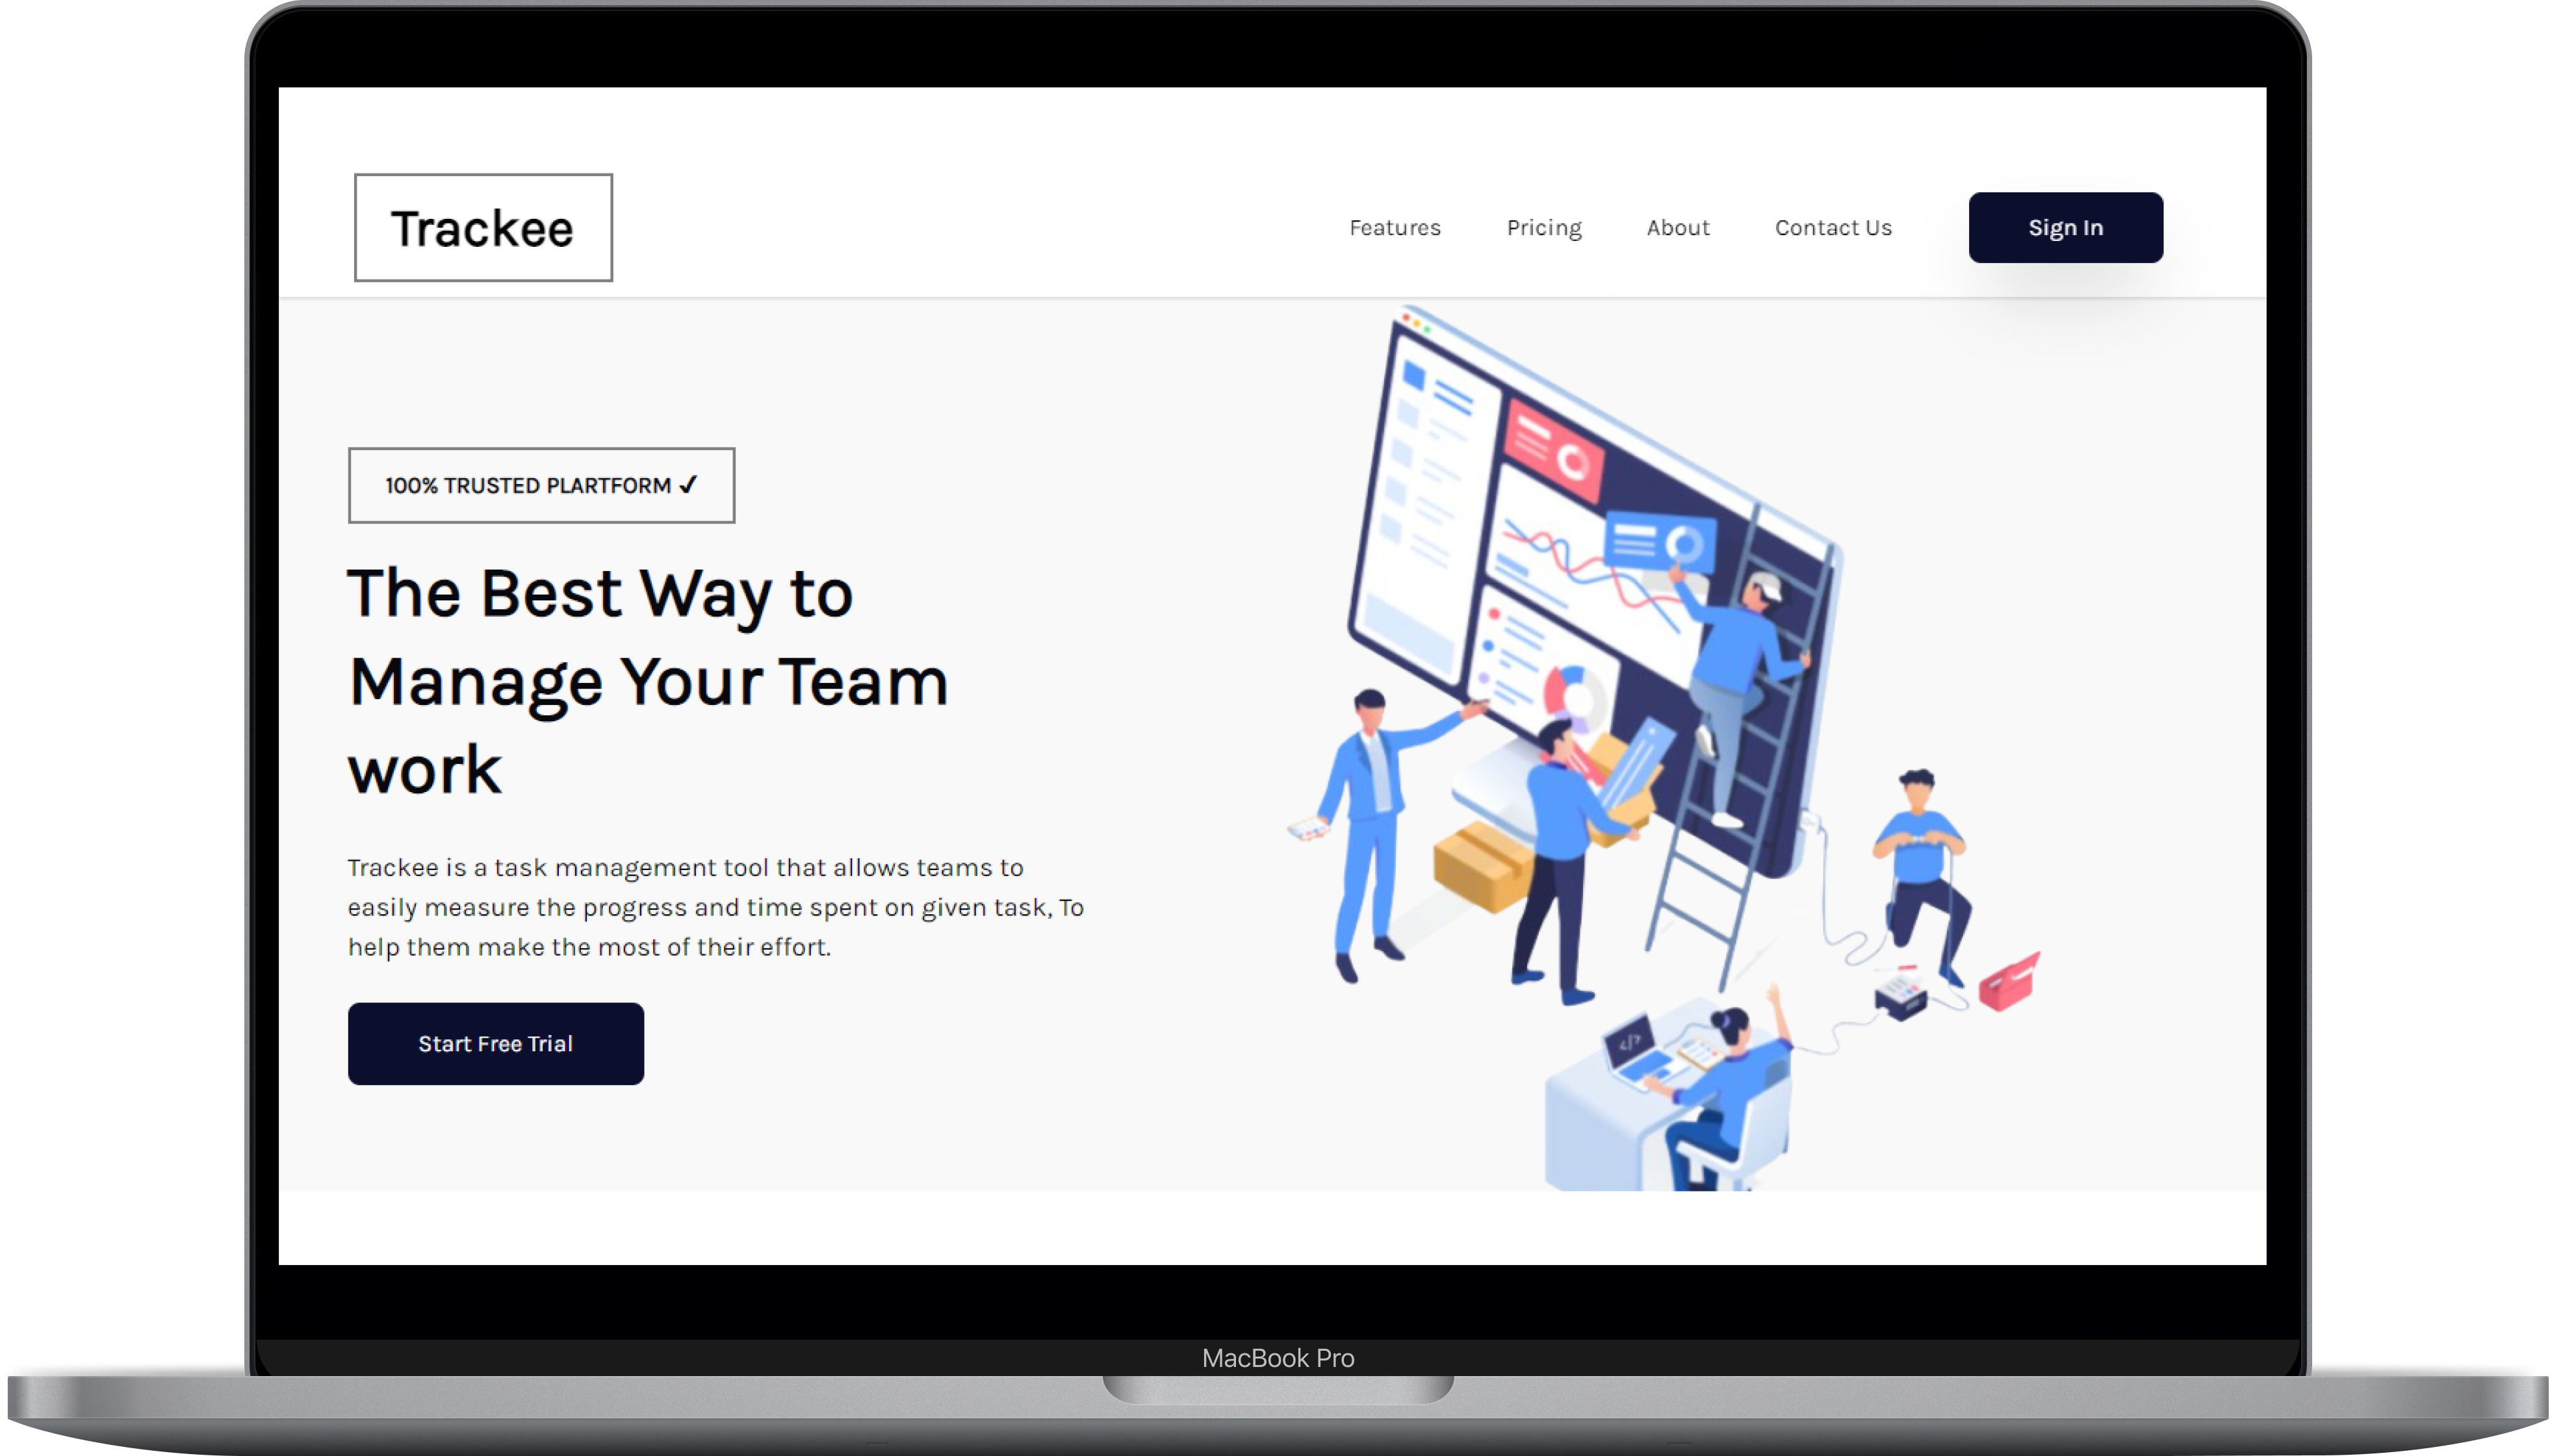 Trackee
Features Pricing About Contact Us Sign In
100% TRUSTED PLARTFORM ✓
The Best Way to
Manage Your Team
work
Trackee is a task management tool that allows teams to
easily measure the progress and time spent on given task, To
help them make the most of their effort.
Start Free Trial
</>
MacBook Pro